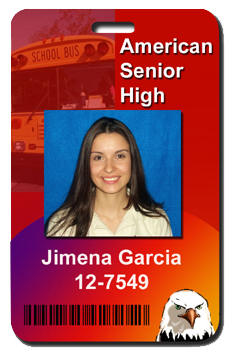 SCHOOL BUS
American
Senior
High
Jimena Garcia
12-7549